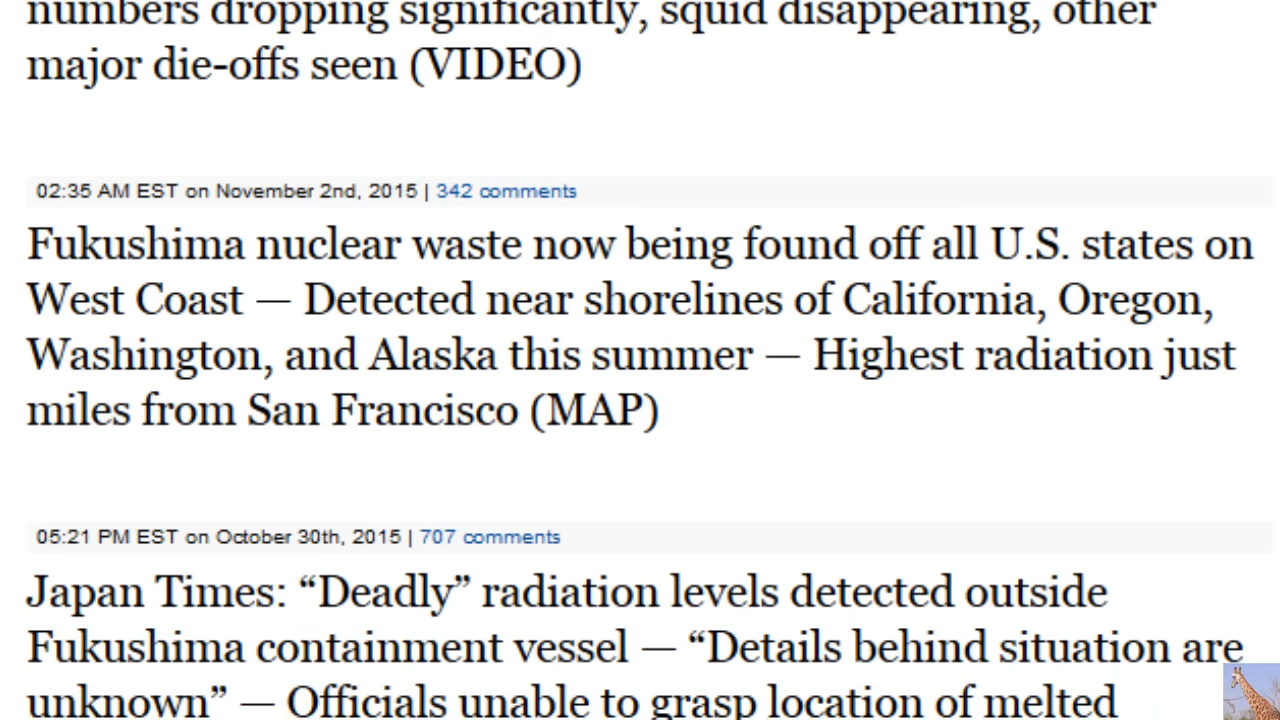 numbers dropping significantly, squid disappearing, other
major die-offs seen (VIDEO)
02:35 AM EST on November 2nd, 2015 | 342 comments
Fukushima nuclear waste now being found off all U.S. states on
West Coast — Detected near shorelines of California, Oregon,
Washington, and Alaska this summer — Highest radiation just
miles from San Francisco (MAP)
05:21 PM EST on October 30th, 2015 | 707 comments
Japan Times: “Deadly” radiation levels detected outside
Fukushima containment vessel — “Details behind situation are
unknown” — Officials unable to grasp location of melted